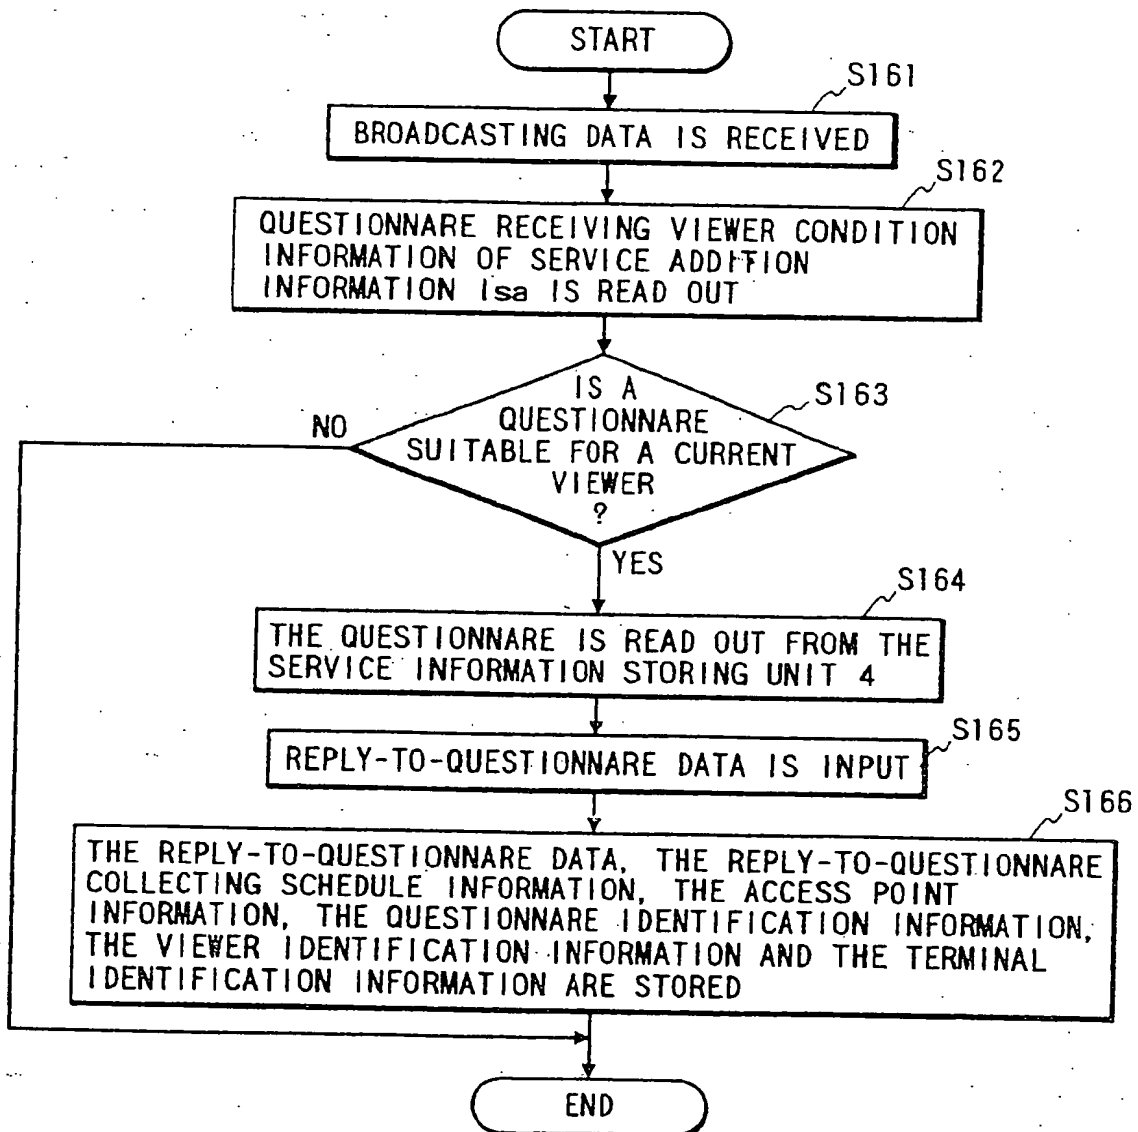 START
S161
BROADCASTING DATA IS RECEIVED
S162
QUESTIONNARE RECEIVING VIEWER CONDITION
INFORMATION OF SERVICE ADDITION
INFORMATION Isa IS READ OUT
S163
IS A
QUESTIONNARE
SUITABLE FOR A CURRENT
VIEWER
?
NO
YES
S164
THE QUESTIONNARE IS READ OUT FROM THE
SERVICE INFORMATION STORING UNIT 4
S165
REPLY-TO-QUESTIONNARE DATA IS INPUT
S166
THE REPLY-TO-QUESTIONNARE DATA, THE REPLY-TO-QUESTIONNARE
COLLECTING SCHEDULE INFORMATION, THE ACCESS POINT
INFORMATION, THE QUESTIONNARE IDENTIFICATION INFORMATION,
THE VIEWER IDENTIFICATION INFORMATION AND THE TERMINAL
IDENTIFICATION INFORMATION ARE STORED
END